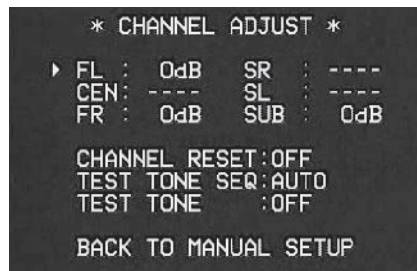 * CHANNEL ADJUST *
FL : 0dB SR : ----
CEN: ---- SL : ----
FR : 0dB SUB : 0dB
CHANNEL RESET:OFF
TEST TONE SEQ:AUTO
TEST TONE :OFF
BACK TO MANUAL SETUP